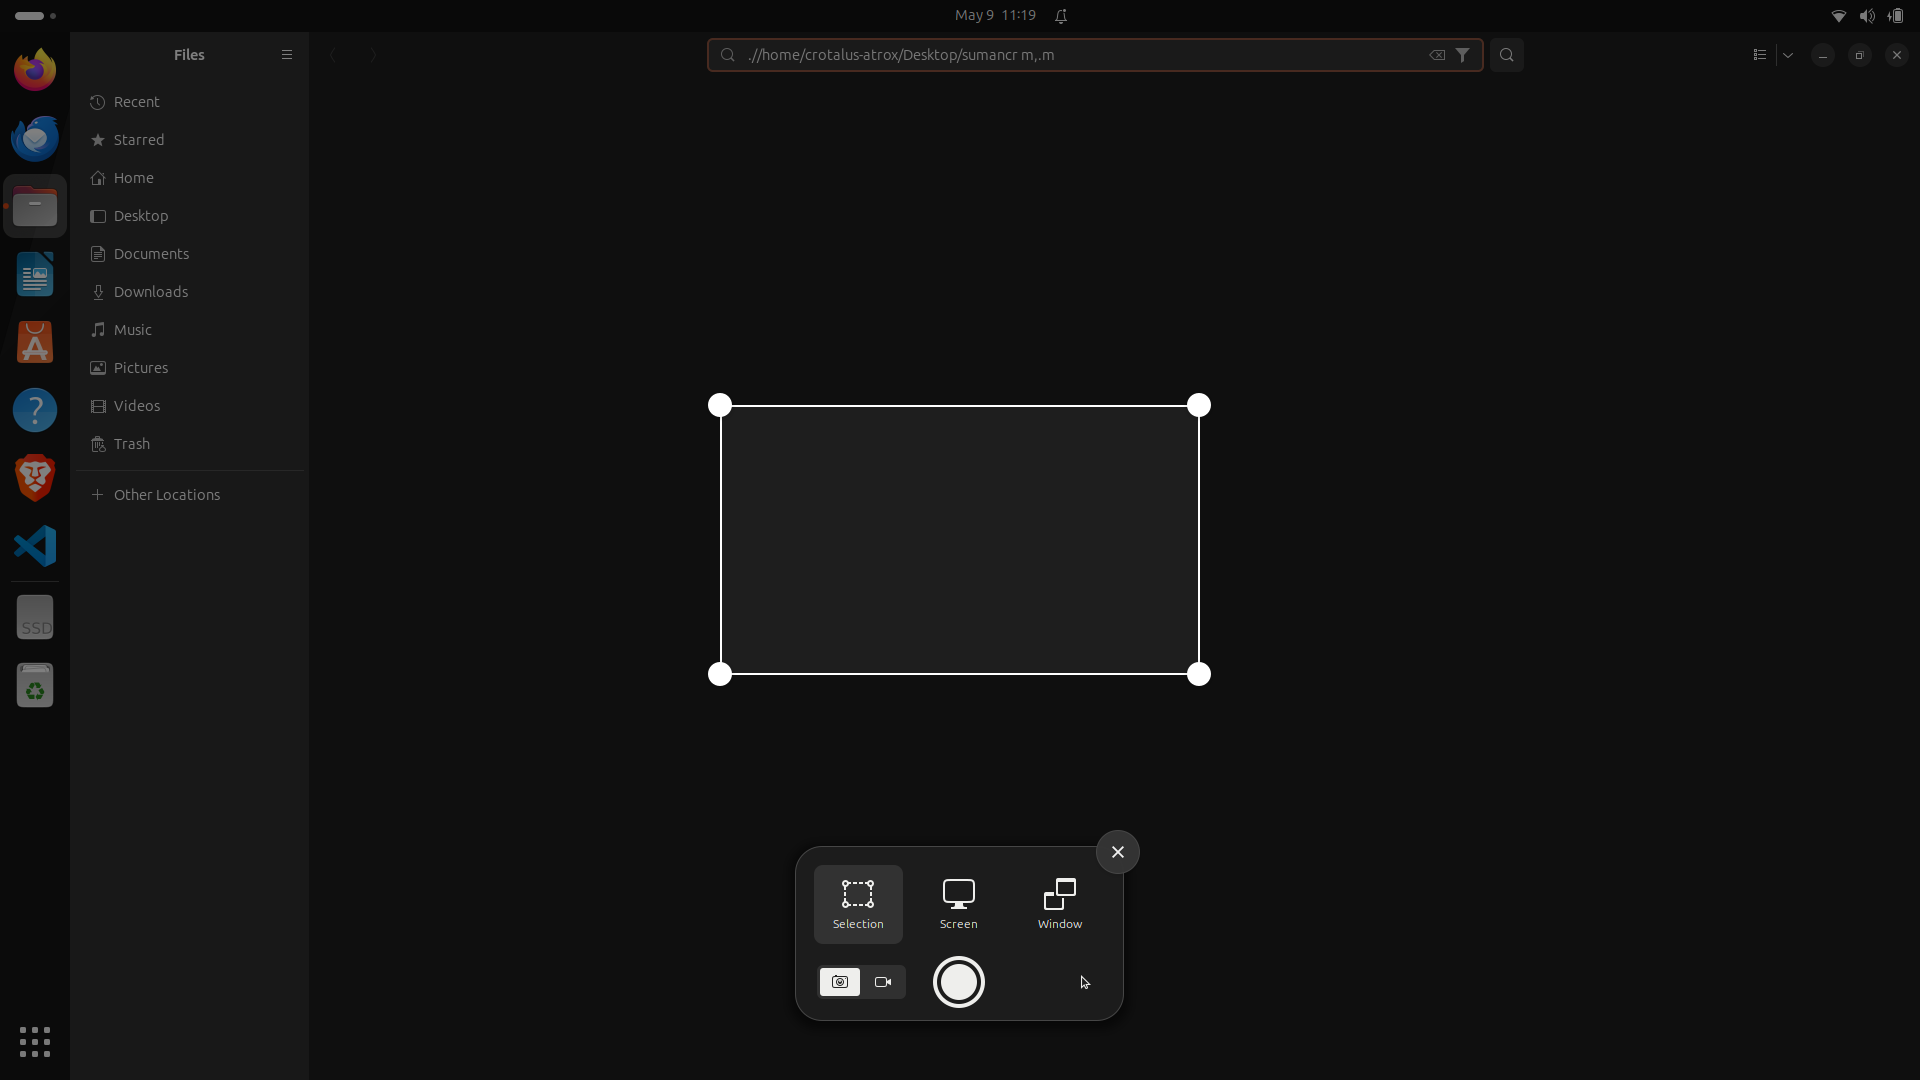 May 9 11:19
Files
.//home/crotalus-atrox/Desktop/sumancr m,.m
Recent
Starred
Home
Desktop
Documents
Downloads
Music
Pictures
Videos
Trash
Other Locations
SSD
Selection
Screen
Window